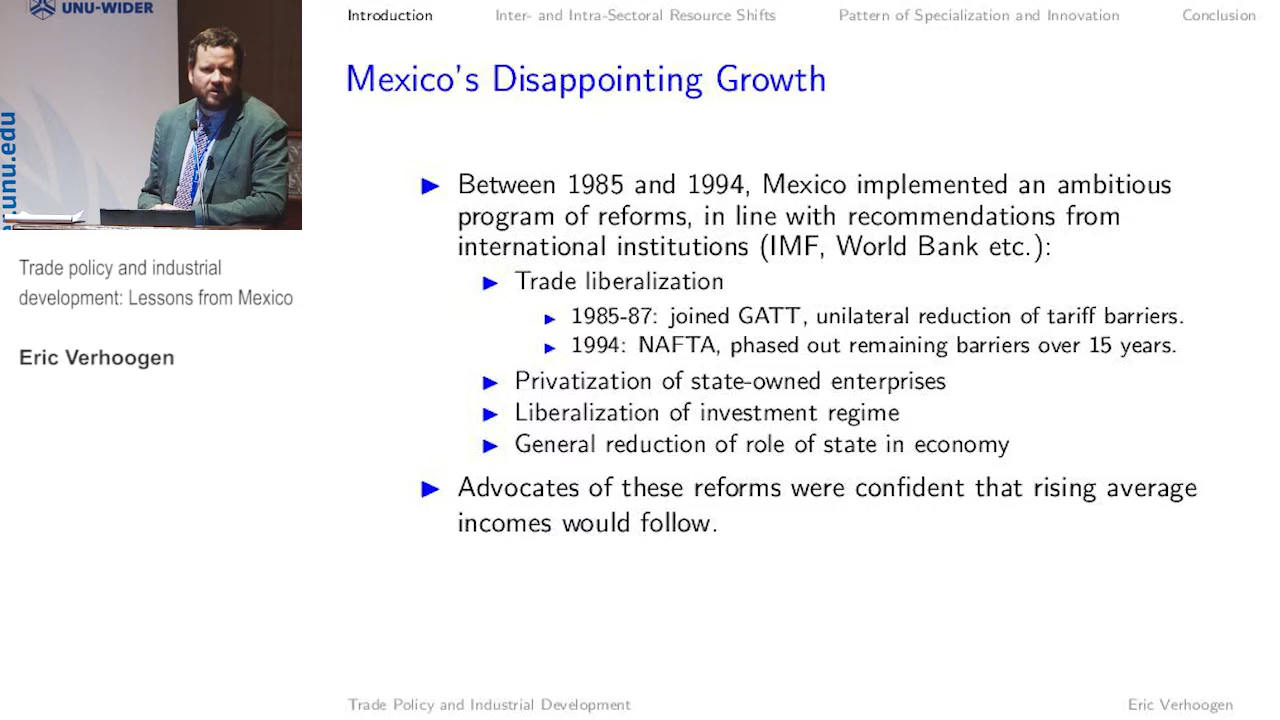 UNU-WIDER
r.unu.edu
Trade policy and industrial
development: Lessons from Mexico
Eric Verhoogen
Introduction Inter- and Intra-Sectoral Resource Shifts Pattern of Specialization and Innovation Conclusion
Mexico's Disappointing Growth
Between 1985 and 1994, Mexico implemented an ambitious
program of reforms, in line with recommendations from
international institutions (IMF, World Bank etc.):
Trade liberalization
1985-87: joined GATT, unilateral reduction of tariff barriers.
1994: NAFTA, phased out remaining barriers over 15 years.
Privatization of state-owned enterprises
Liberalization of investment regime
General reduction of role of state in economy
Advocates of these reforms were confident that rising average
incomes would follow.
Trade Policy and Industrial Development Eric Verhoogen